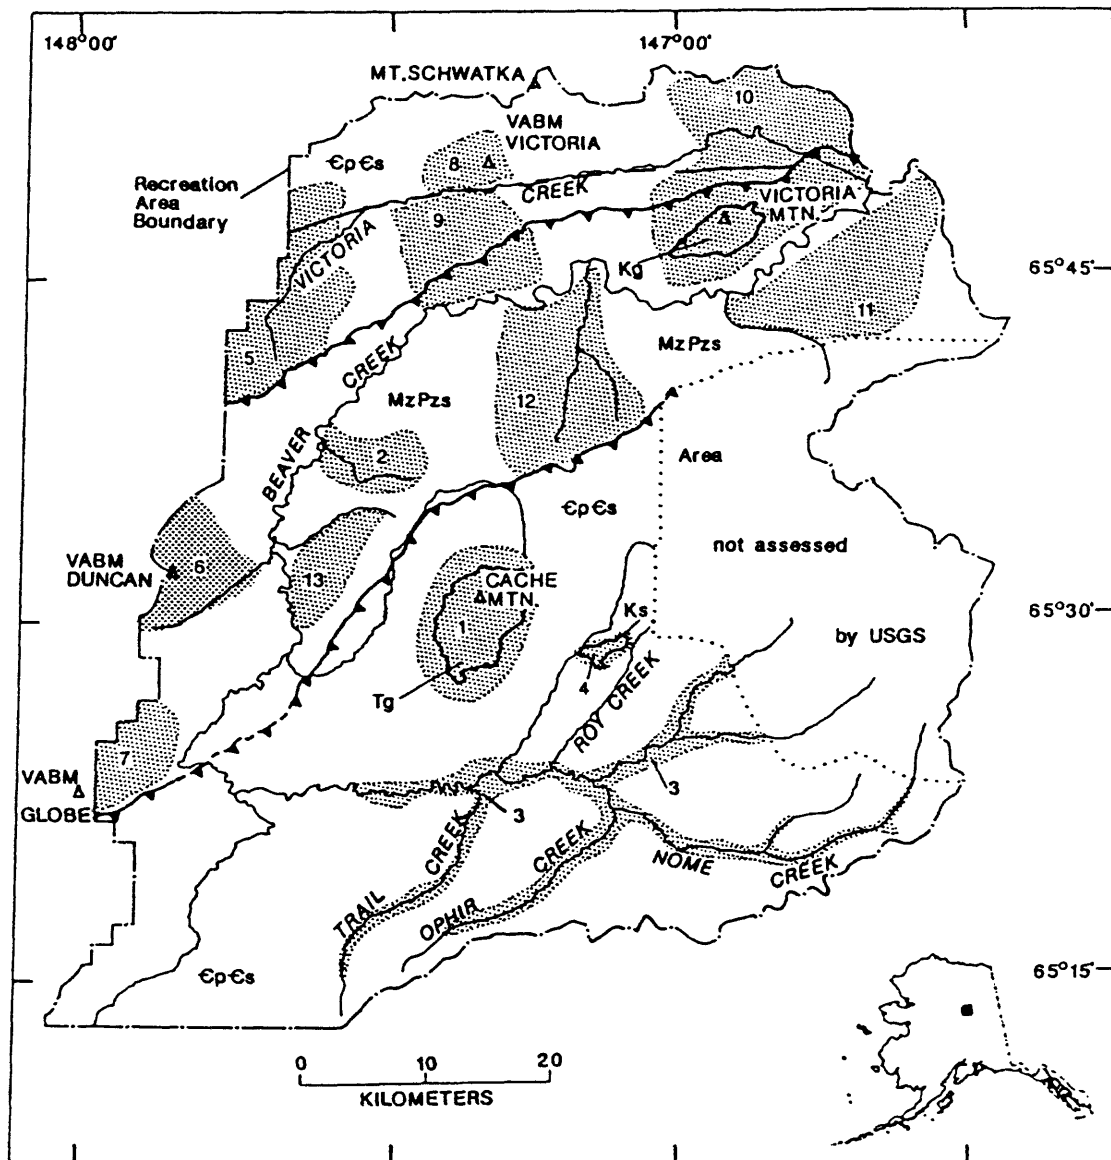 148°00'
147°00'
MT. SCHWATKA
10
VABM
VICTORIA
ЄpЄs
8
Recreation
Area
Boundary
CREEK
VICTORIA
MTN.
9
VICTORIA
Kg
65°45'
11
5
MzPzs
CREEK
MzPzs
12
BEAVER
2
Area
ЄpЄs
not assessed
VABM
DUNCAN
6
13
CACHE
MTN.
1
Ks
65°30'
by USGS
4
Tg
ROY CREEK
7
VABM
GLOBE
3
3
CREEK
CREEK
NOME
CREEK
TRAIL
OPHIR
ЄpЄs
65°15'
0 10 20
KILOMETERS